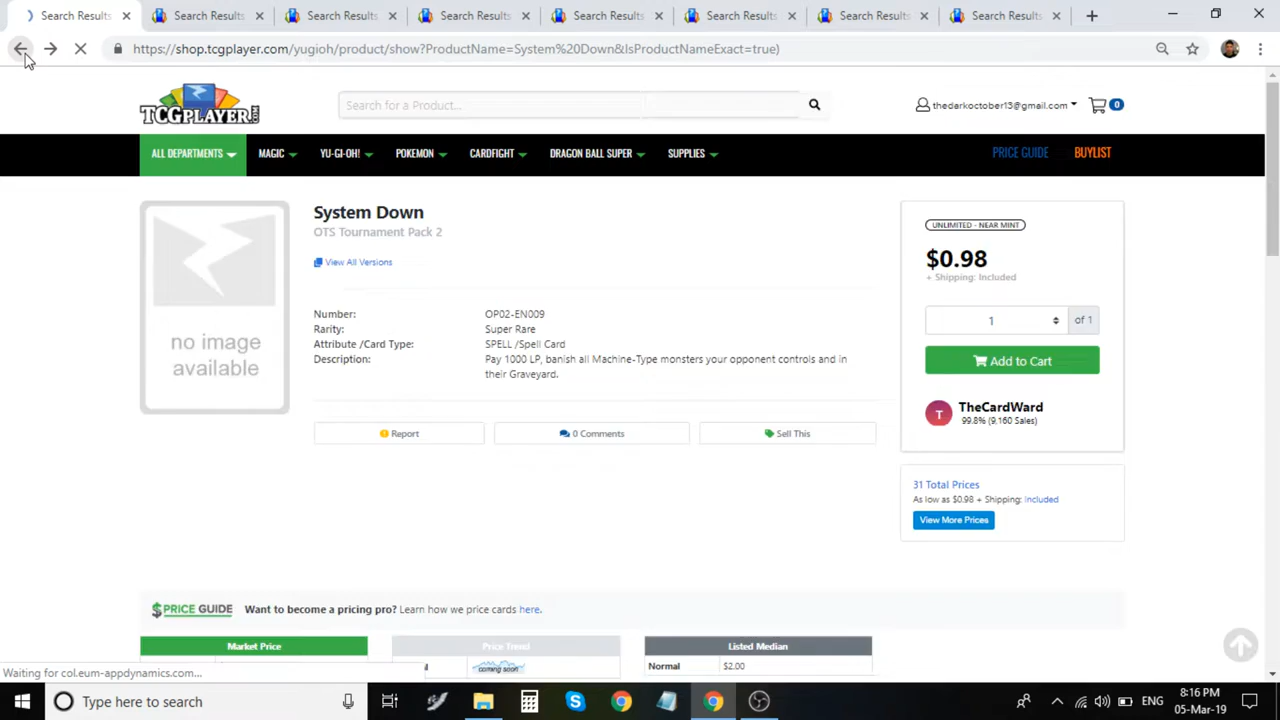 Search Results
Search Results
Search Results
Search Results
Search Results
Search Results
Search Results
Search Results
https://shop.tcgplayer.com/yugioh/product/show?ProductName=System%20Down&IsProductNameExact=true)
TCGPLAYER.COM
Search for a Product...
thedarkoctober13@gmail.com
0
ALL DEPARTMENTS
MAGIC
YU-GI-OH!
POKEMON
CARDFIGHT
DRAGON BALL SUPER
SUPPLIES
PRICE GUIDE
BUYLIST
no image
available
System Down
OTS Tournament Pack 2
View All Versions
Number: OP02-EN009
Rarity: Super Rare
Attribute /Card Type: SPELL /Spell Card
Description: Pay 1000 LP, banish all Machine-Type monsters your opponent controls and in
their Graveyard.
Report
0 Comments
Sell This
UNLIMITED - NEAR MINT
$0.98
+ Shipping: Included
1
of 1
Add to Cart
T
TheCardWard
99.8% (9,160 Sales)
31 Total Prices
As low as $0.98 + Shipping: Included
View More Prices
$PRICE GUIDE
Want to become a pricing pro? Learn how we price cards here.
Market Price
Price Trend
Listed Median
coming soon
Normal $2.00
Waiting for col.eum-appdynamics.com...
Type here to search
ENG
8:16 PM
05-Mar-19